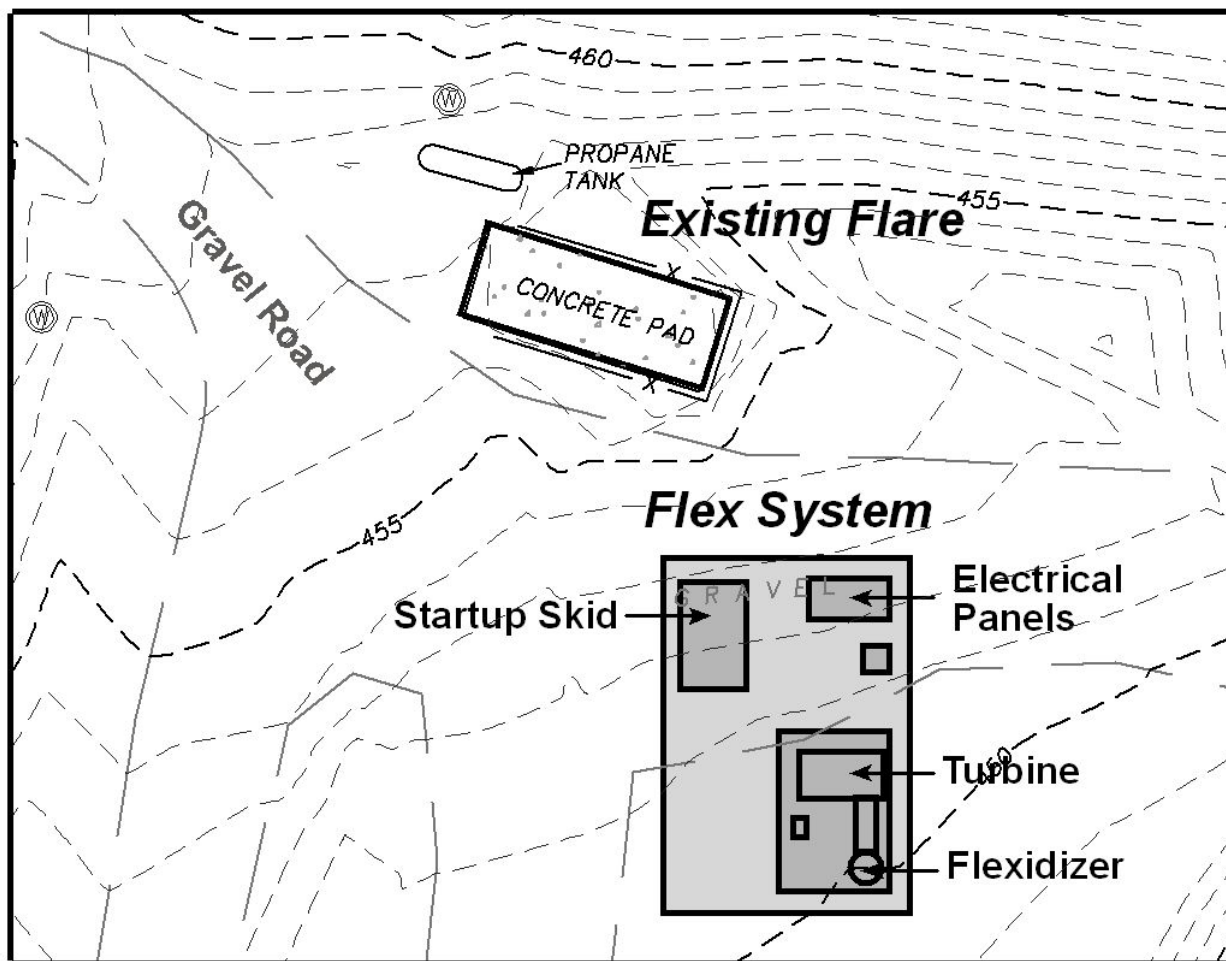 460
W
PROPANE
TANK
455
Existing Flare
Gravel Road
W
X
CONCRETE PAD
X
Flex System
455
GRAVEL
Electrical
Panels
Startup Skid
450
Turbine
Flexidizer